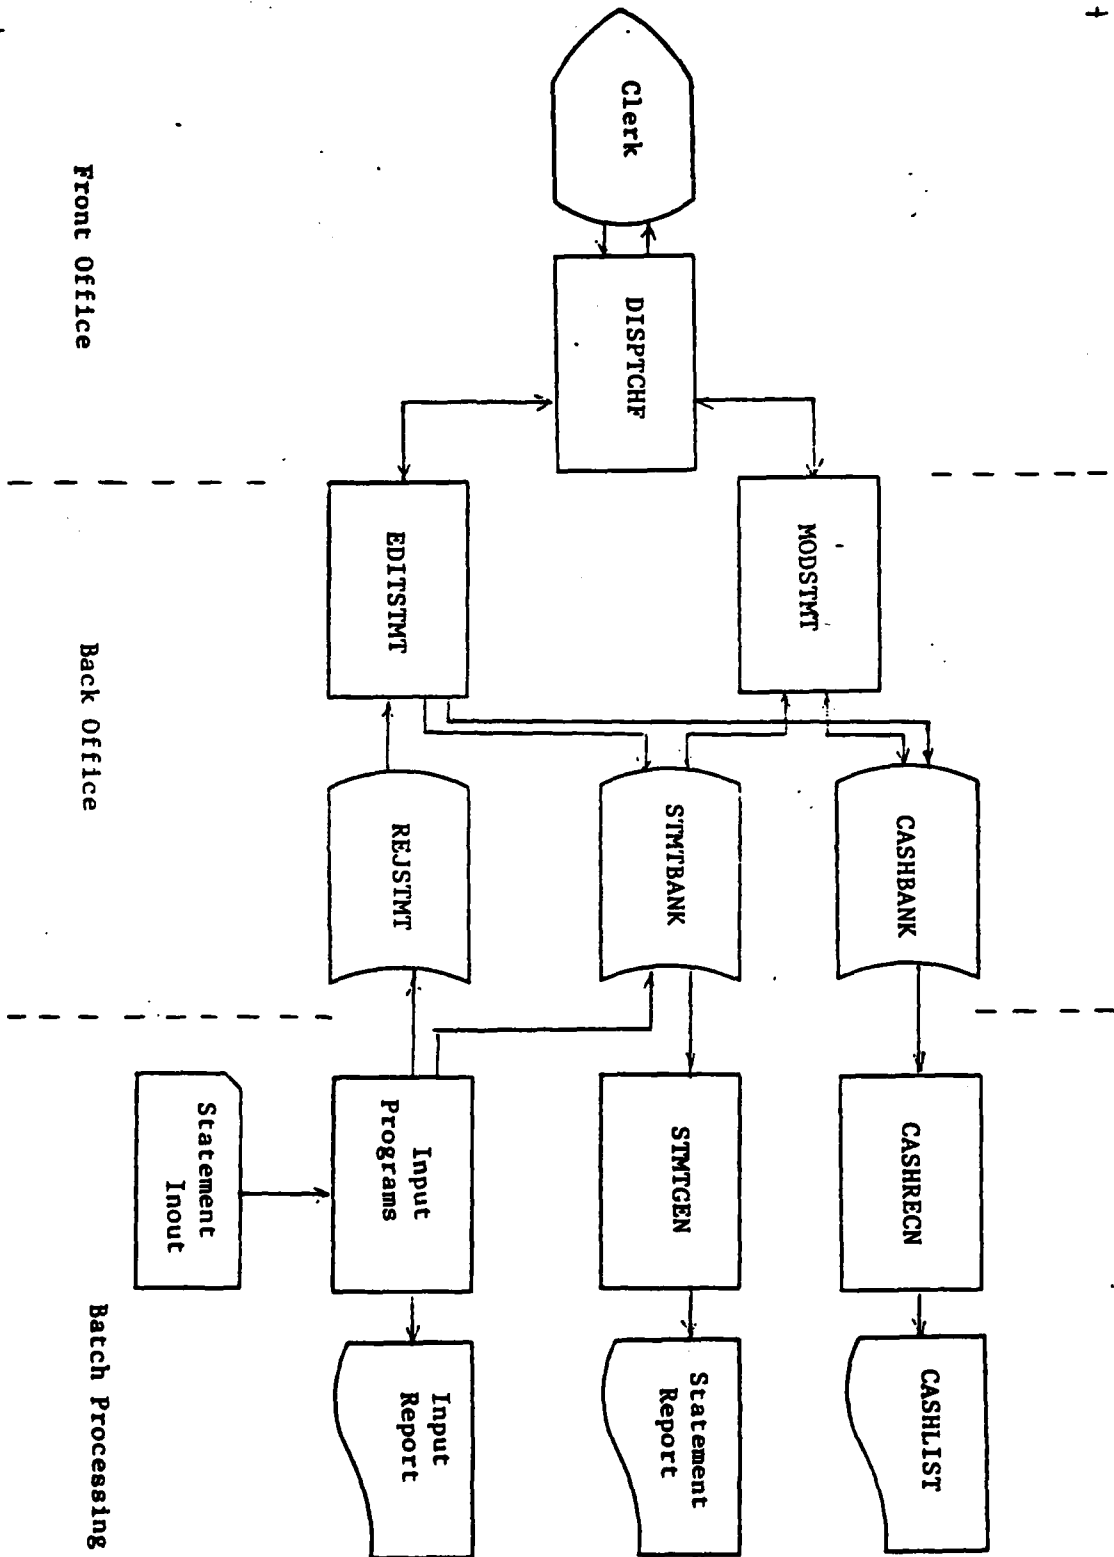 Clerk
DISPTCHF
MODSTMT
EDITSTMT
CASHBANK
STMTBANK
REJSTMT
CASHRECN
STMTGEN
Input
Programs
Statement
Inout
CASHLIST
Statement
Report
Input
Report
Front Office
Back Office
Batch Processing